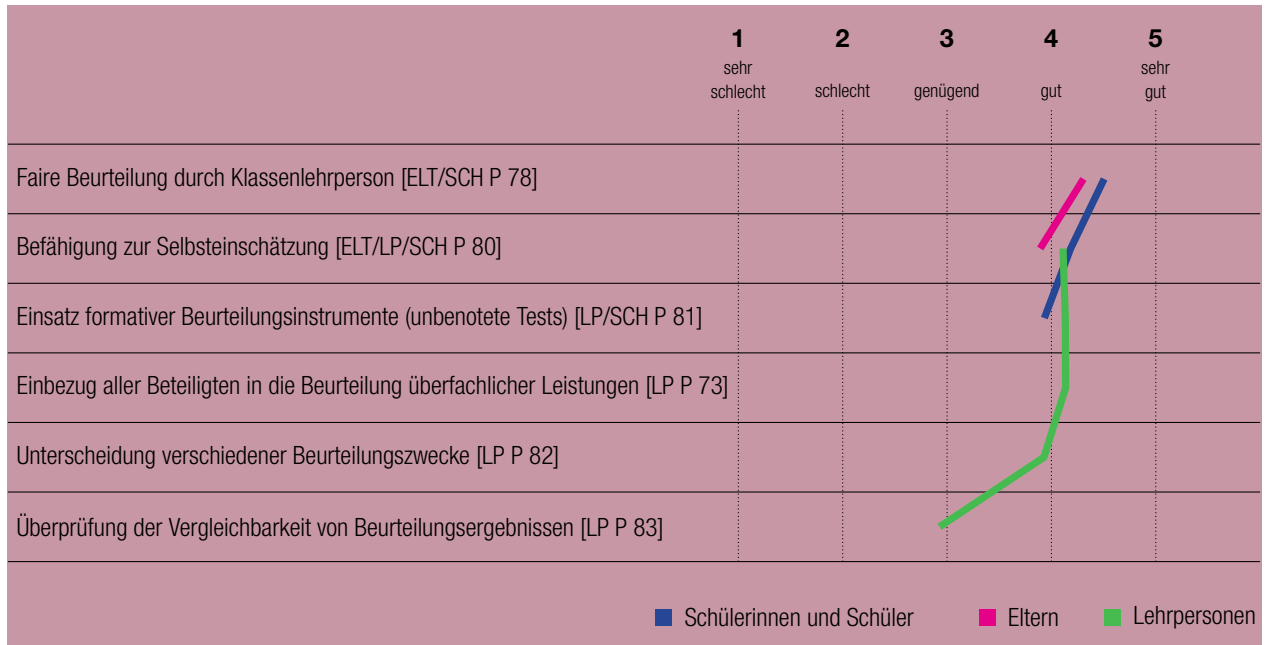 1 2 3 4 5
sehr schlecht schlecht genügend gut sehr gut
Faire Beurteilung durch Klassenlehrperson [ELT/SCH P 78]
Befähigung zur Selbsteinschätzung [ELT/LP/SCH P 80]
Einsatz formativer Beurteilungsinstrumente (unbenotete Tests) [LP/SCH P 81]
Einbezug aller Beteiligten in die Beurteilung überfachlicher Leistungen [LP P 73]
Unterscheidung verschiedener Beurteilungszwecke [LP P 82]
Überprüfung der Vergleichbarkeit von Beurteilungsergebnissen [LP P 83]
Schülerinnen und Schüler Eltern Lehrpersonen